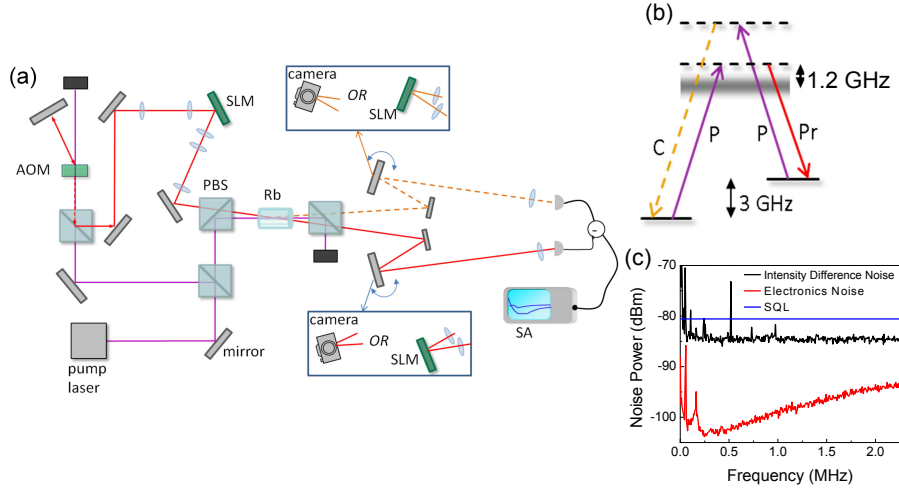 (a)
camera
OR
SLM
SLM
AOM
PBS
Rb
mirror
pump
laser
camera
OR
SLM
-
SA
(b)
1.2 GHz
C
P
P
Pr
3 GHz
(c)
-70
-80
-90
-100
Noise Power (dBm)
Intensity Difference Noise
Electronics Noise
SQL
0.0 0.5 1.0 1.5 2.0
Frequency (MHz)